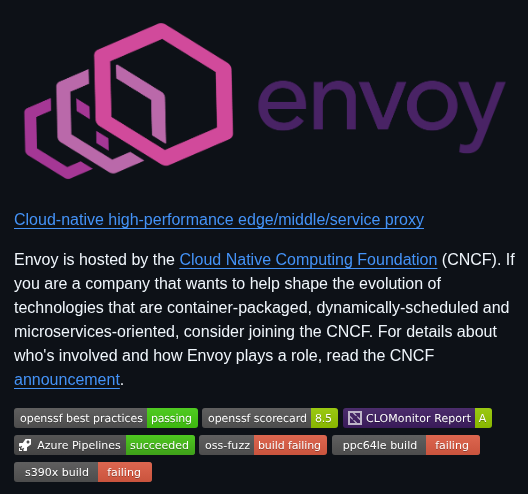 envoy
Cloud-native high-performance edge/middle/service proxy
Envoy is hosted by the Cloud Native Computing Foundation (CNCF). If
you are a company that wants to help shape the evolution of
technologies that are container-packaged, dynamically-scheduled and
microservices-oriented, consider joining the CNCF. For details about
who's involved and how Envoy plays a role, read the CNCF
announcement.
openssf best practices passing openssf scorecard 8.5 CLOMonitor Report A
Azure Pipelines succeeded oss-fuzz build failing ppc64le build failing
s390x build failing